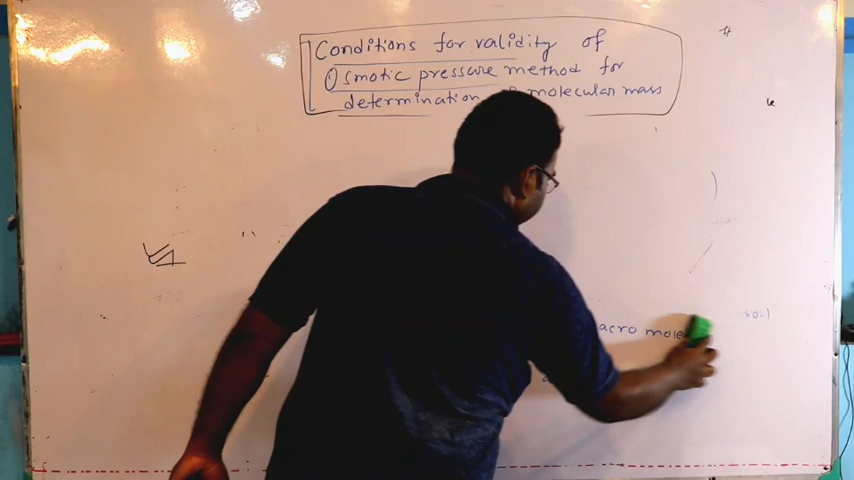 Conditions for validity of
Osmotic pressure method for
determination molecular mass
acro mole